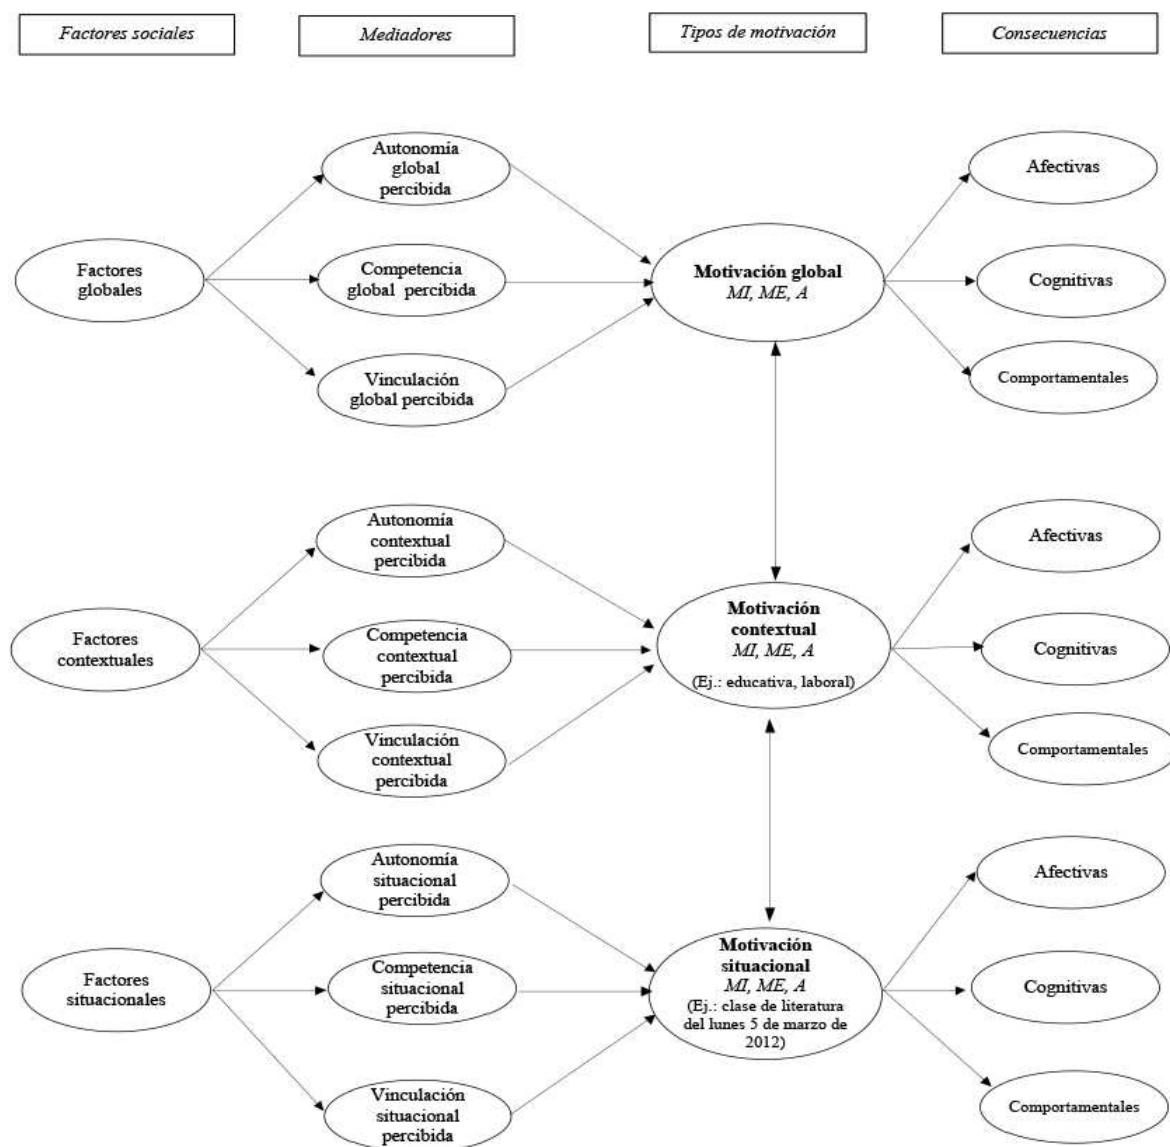 Factores sociales
Mediadores
Tipos de motivación
Consecuencias
Factores
globales
Autonomía
global
percibida
Competencia
global percibida
Vinculación
global percibida
Motivación global
MI, ME, A
Afectivas
Cognitivas
Comportamentales
Factores
contextuales
Autonomía
contextual
percibida
Competencia
contextual
percibida
Vinculación
contextual
percibida
Motivación
contextual
MI, ME, A
(Ej.: educativa, laboral)
Afectivas
Cognitivas
Comportamentales
Factores
situacionales
Autonomía
situacional
percibida
Competencia
situacional
percibida
Vinculación
situacional
percibida
Motivación
situacional
MI, ME, A
(Ej.: clase de literatura
del lunes 5 de marzo de
2012)
Afectivas
Cognitivas
Comportamentales